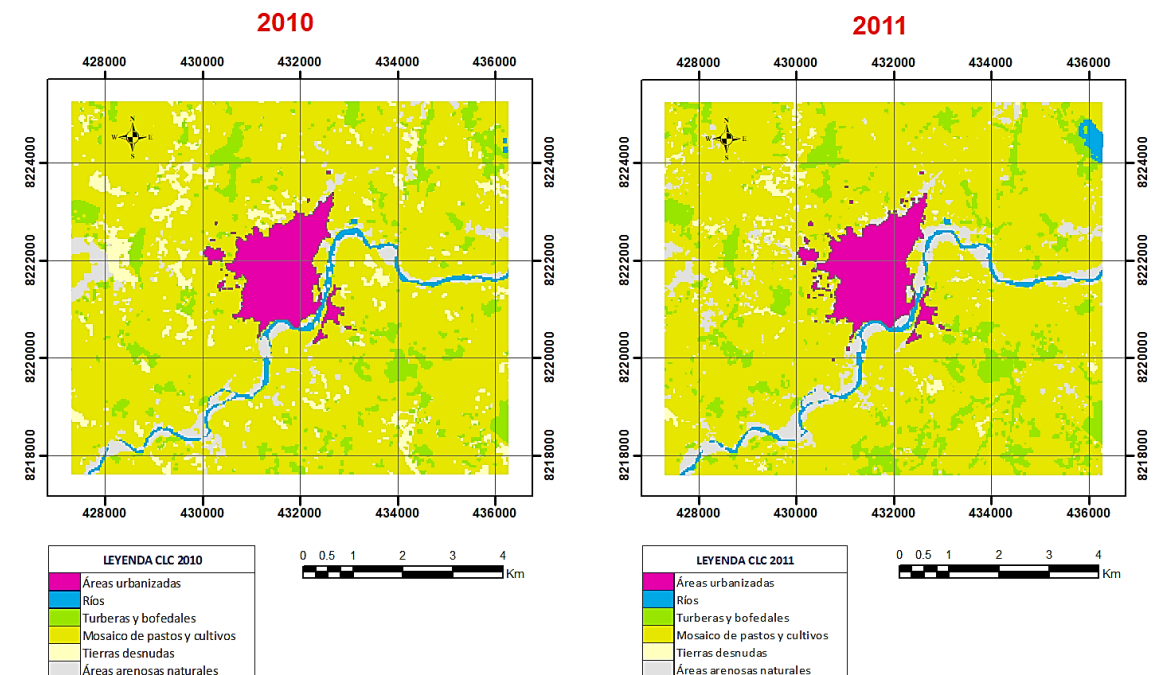 2010
2011
428000 430000 432000 434000 436000
428000 430000 432000 434000 436000
N
W E
S
N
W E
S
8224000 8224000
8224000 8224000
8222000 8222000
8222000 8222000
8220000 8220000
8220000 8220000
8218000 8218000
8218000 8218000
428000 430000 432000 434000 436000
428000 430000 432000 434000 436000
LEYENDA CLC 2010
Áreas urbanizadas
Ríos
Turberas y bofedales
Mosaico de pastos y cultivos
Tierras desnudas
Áreas arenosas naturales
0 0.5 1 2 3 4
Km
LEYENDA CLC 2011
Áreas urbanizadas
Ríos
Turberas y bofedales
Mosaico de pastos y cultivos
Tierras desnudas
Áreas arenosas naturales
0 0.5 1 2 3 4
Km